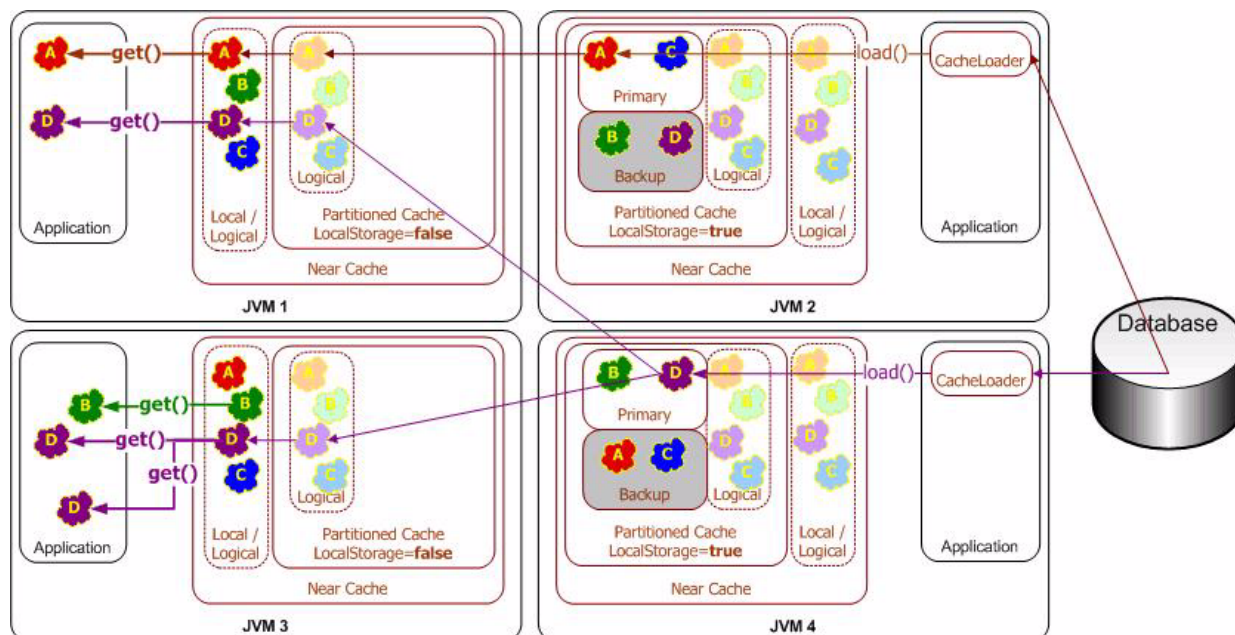 A
get()
A
A
B
B
D
get()
D
D
C
C
Logical
Application
Local /
Logical
Partitioned Cache
LocalStorage=false
Near Cache
JVM 1
A
C
A
A
load()
CacheLoader
B
B
Primary
B
D
D
D
C
C
Backup
Logical
Partitioned Cache
LocalStorage=true
Local /
Logical
Application
Near Cache
JVM 2
Database
A
A
B
get()
B
B
D
get()
D
D
get()
C
C
D
Logical
Application
Local /
Logical
Partitioned Cache
LocalStorage=false
Near Cache
JVM 3
B
D
A
A
load()
CacheLoader
B
B
Primary
A
C
D
D
C
C
Backup
Logical
Partitioned Cache
LocalStorage=true
Local /
Logical
Application
Near Cache
JVM 4